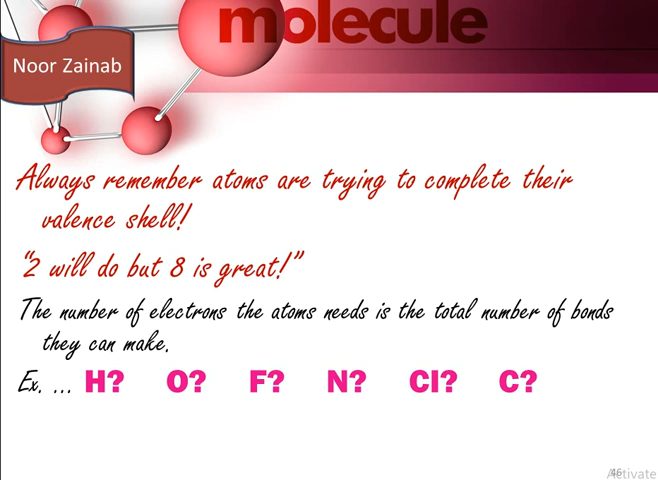 molecule
Noor Zainab
Always remember atoms are trying to complete their
valence shell!
“2 will do but 8 is great!”
The number of electrons the atoms needs is the total number of bonds
they can make.
Ex. ... H? O? F? N? Cl? C?
46
Activate